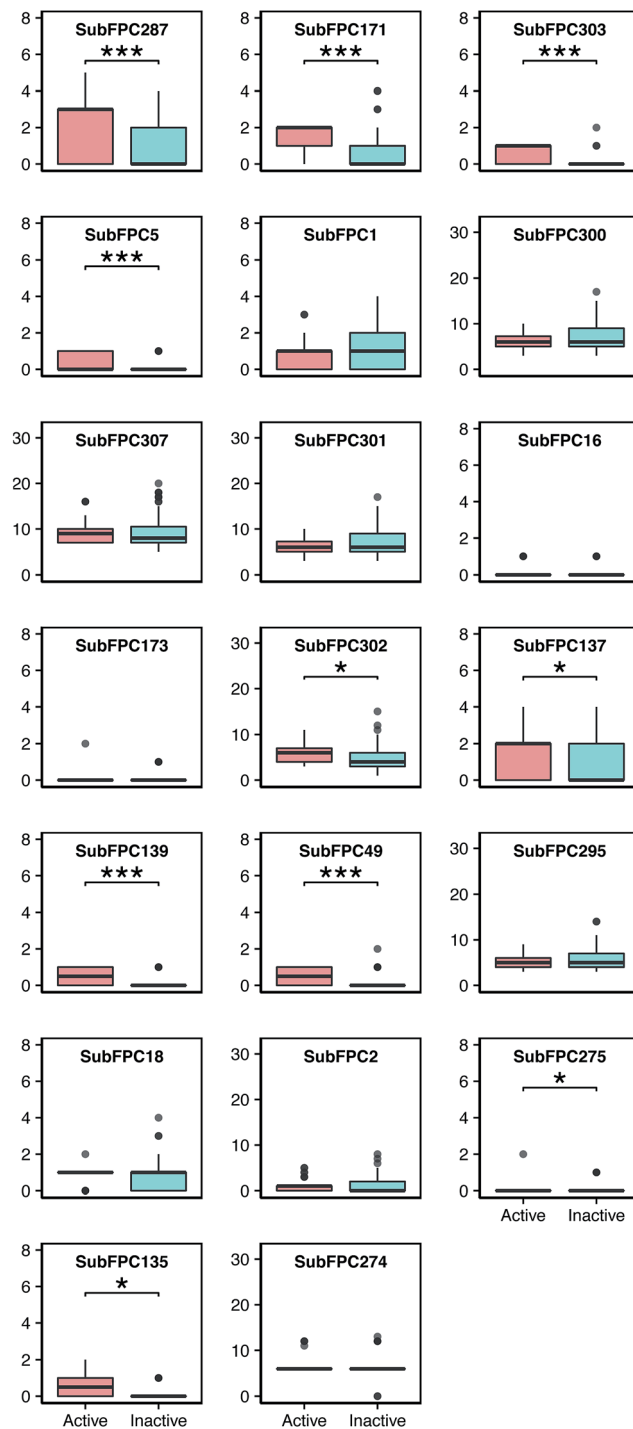 SubFPC287 SubFPC171 SubFPC303
*** *** ***
8 8 8
6 6 6
4 4 4
2 2 2
0 0 0
SubFPC5 SubFPC1 SubFPC300
***
8 8 30
6 6 20
4 4 10
2 2 0
0 0
SubFPC307 SubFPC301 SubFPC16
30 30 8
20 20 6
10 10 4
0 0 2
0
SubFPC173 SubFPC302 SubFPC137
* *
8 30 8
6 20 6
4 10 4
2 0 2
0 0
SubFPC139 SubFPC49 SubFPC295
*** ***
8 8 30
6 6 20
4 4 10
2 2 0
0 0
SubFPC18 SubFPC2 SubFPC275
*
8 30 8
6 20 6
4 10 4
2 0 2
0 0
Active Inactive
SubFPC135 SubFPC274
*
8 30
6 20
4 10
2 0
0
Active Inactive Active Inactive